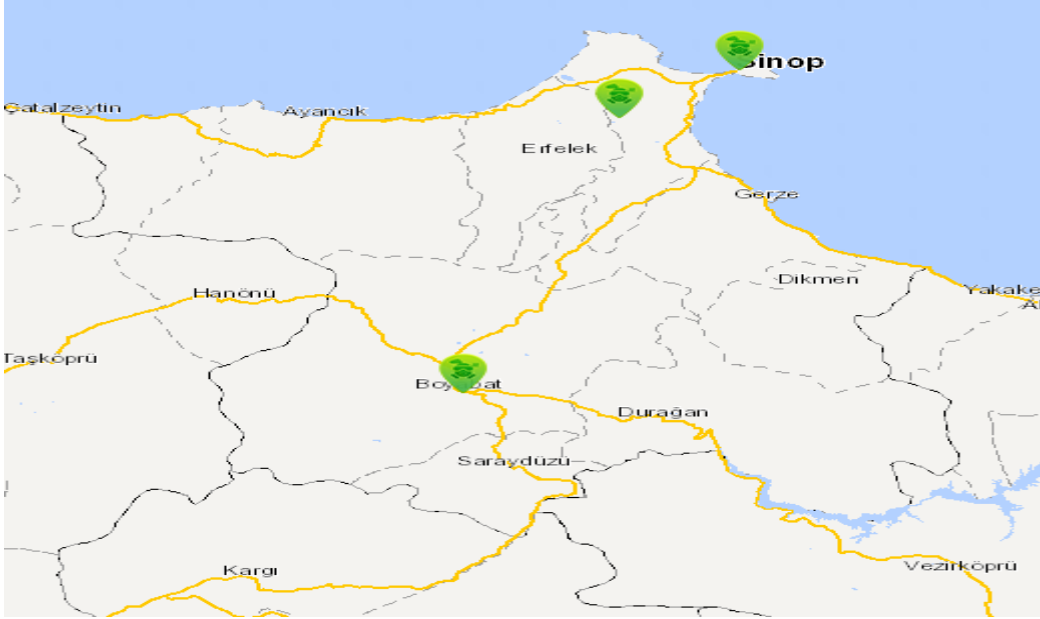 Sinop
Çatalzeytin
Ayancık
Erfelek
Gerze
Dikmen
Hanönü
Yakake
Taşköprü
Durağan
Saraydüzü
Vezirköprü
Kargı